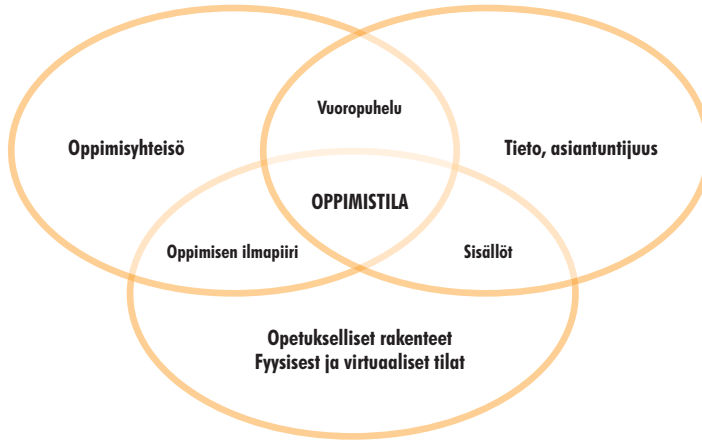 Vuoropuhelu
Oppimisyhteisö
Tieto, asiantuntijuus
OPPIMISTILA
Oppimisen ilmapiiri
Sisällöt
Opetukselliset rakenteet
Fyysisest ja virtuaaliset tilat